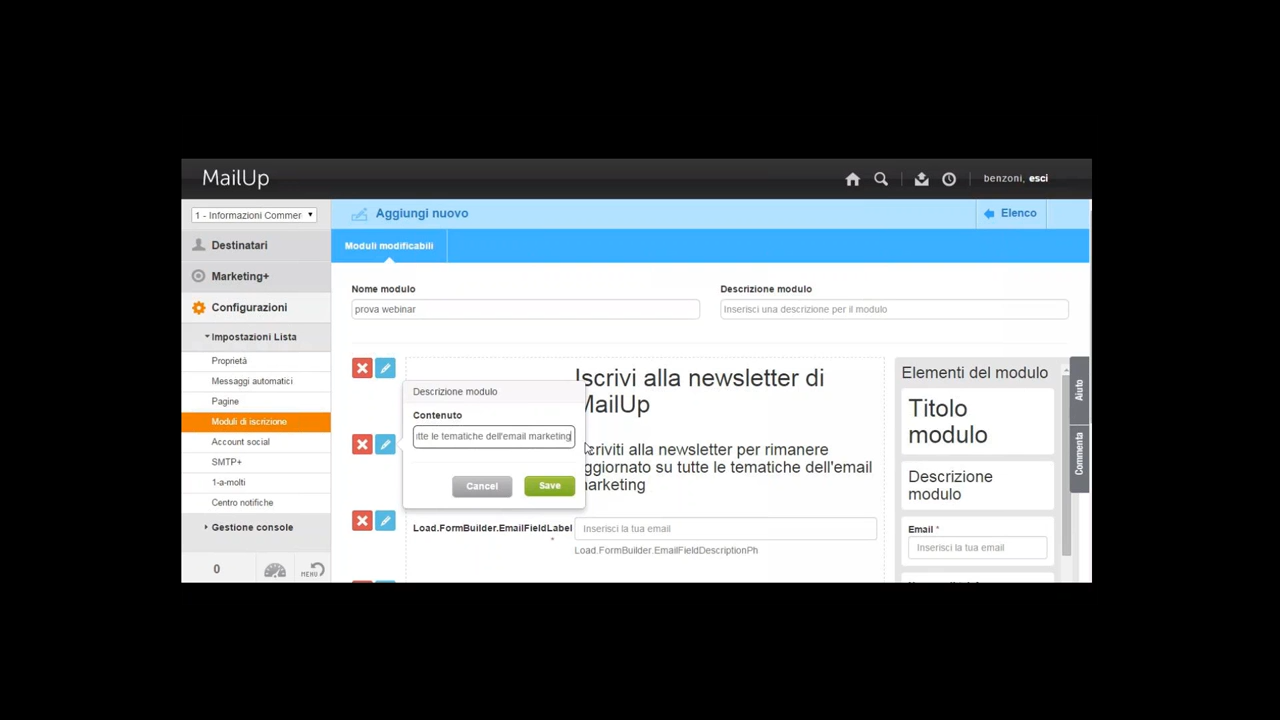 MailUp
benzoni, esci
1 - Informazioni Commer
Aggiungi nuovo
Elenco
Destinatari
Moduli modificabili
Marketing+
Nome modulo
Descrizione modulo
Configurazioni
prova webinar
Inserisci una descrizione per il modulo
Impostazioni Lista
Proprietà
Messaggi automatici
Pagine
Moduli di iscrizione
Account social
SMTP+
1-a-molti
Centro notifiche
Gestione console
0
MENU
Iscrivi alla newsletter di
MailUp
Descrizione modulo
Contenuto
tte le tematiche dell'email marketing
Cancel
Save
criviti alla newsletter per rimanere
ggiornato su tutte le tematiche dell'email
arketing
Load.FormBuilder.EmailFieldLabel
*
Inserisci la tua email
Load.FormBuilder.EmailFieldDescriptionPh
Elementi del modulo
Titolo
modulo
Descrizione
modulo
Email *
Inserisci la tua email
Aiuto
Commenta